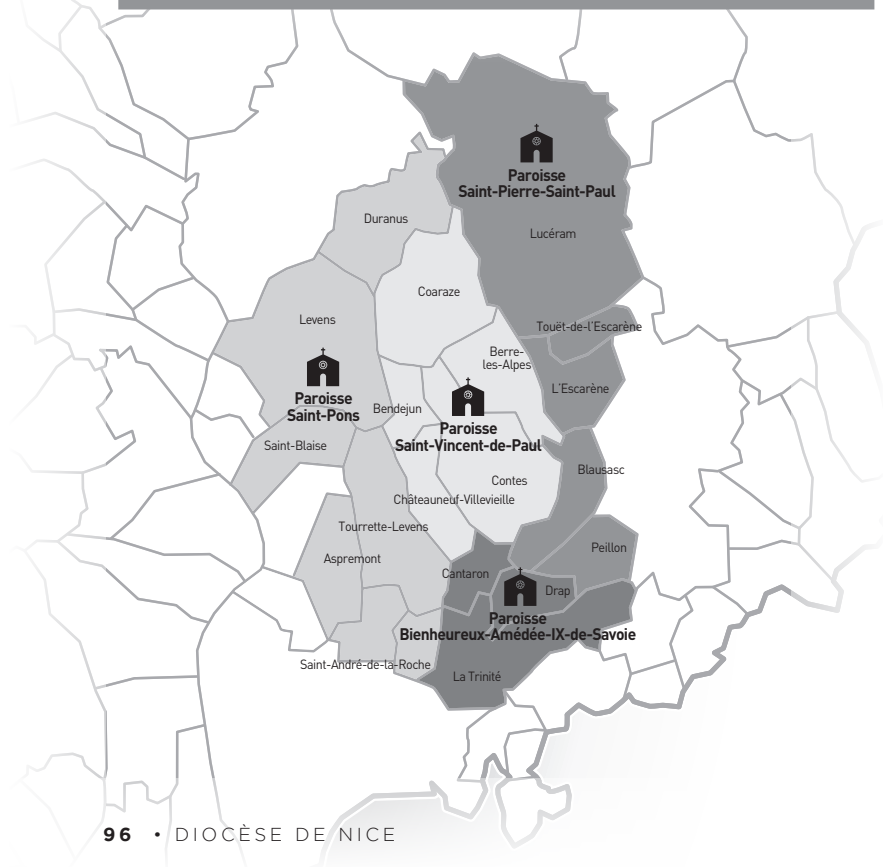 Paroisse
Saint-Pierre-Saint-Paul
Duranus
Lucéram
Coaraze
Levens
Touët-de-l'Escarène
Berre-
les-Alpes
L'Escarène
Paroisse
Saint-Pons
Bendejun
Paroisse
Saint-Vincent-de-Paul
Saint-Blaise
Blausasc
Contes
Châteauneuf-Villevieille
Tourrette-Levens
Peillon
Aspremont
Cantaron
Drap
Paroisse
Bienheureux-Amédée-IX-de-Savoie
Saint-André-de-la-Roche
La Trinité
96 • DIOCÈSE DE NICE